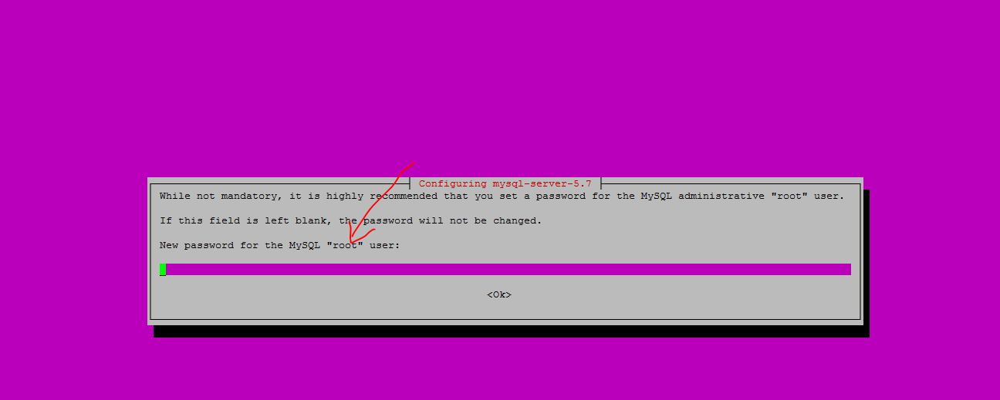 Configuring mysql-server-5.7
While not mandatory, it is highly recommended that you set a password for the MySQL administrative "root" user.
If this field is left blank, the password will not be changed.
New password for the MySQL "root" user:
<Ok>